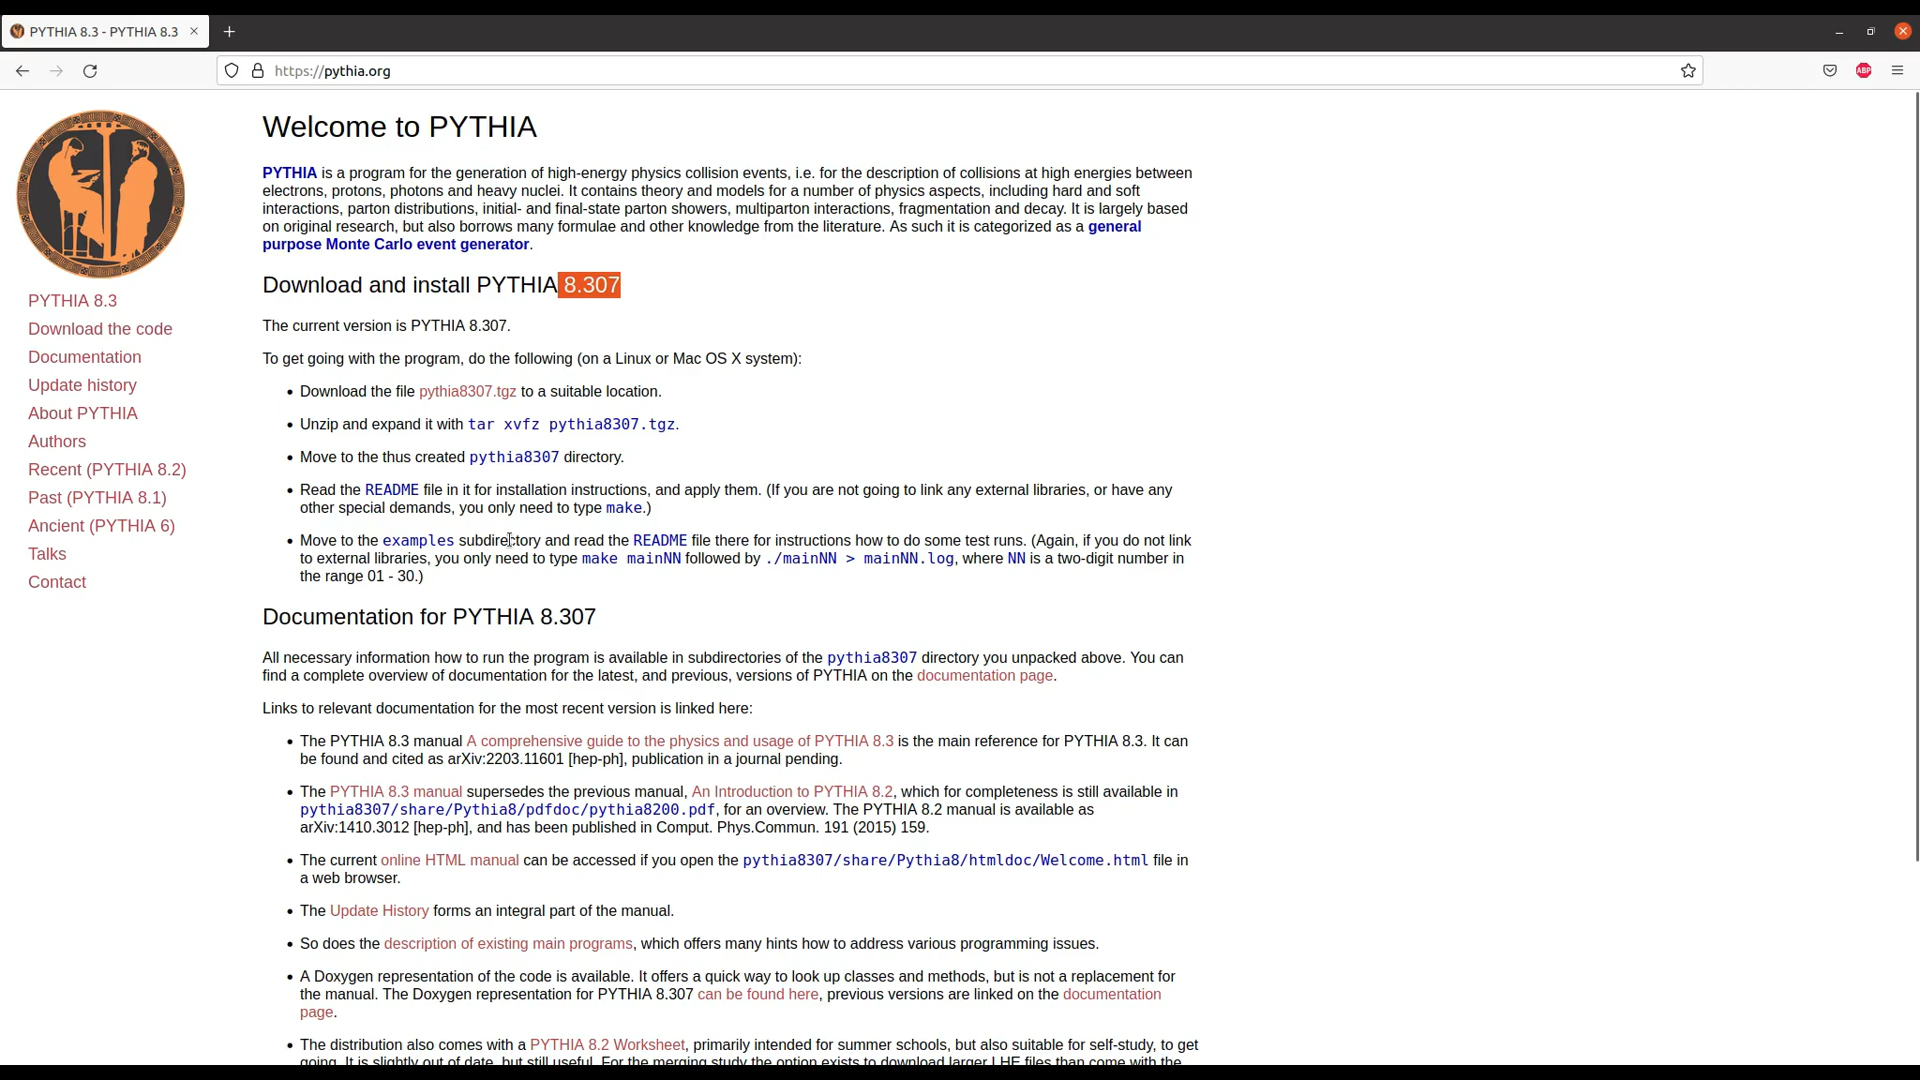 PYTHIA 8.3 - PYTHIA 8.3
https://pythia.org
ABP
PYTHIA 8.3
Download the code
Documentation
Update history
About PYTHIA
Authors
Recent (PYTHIA 8.2)
Past (PYTHIA 8.1)
Ancient (PYTHIA 6)
Talks
Contact
Welcome to PYTHIA
PYTHIA is a program for the generation of high-energy physics collision events, i.e. for the description of collisions at high energies between
electrons, protons, photons and heavy nuclei. It contains theory and models for a number of physics aspects, including hard and soft
interactions, parton distributions, initial- and final-state parton showers, multiparton interactions, fragmentation and decay. It is largely based
on original research, but also borrows many formulae and other knowledge from the literature. As such it is categorized as a general
purpose Monte Carlo event generator.
Download and install PYTHIA 8.307
The current version is PYTHIA 8.307.
To get going with the program, do the following (on a Linux or Mac OS X system):
• Download the file pythia8307.tgz to a suitable location.
• Unzip and expand it with tar xvfz pythia8307.tgz.
• Move to the thus created pythia8307 directory.
• Read the README file in it for installation instructions, and apply them. (If you are not going to link any external libraries, or have any
other special demands, you only need to type make.)
• Move to the examples subdirectory and read the README file there for instructions how to do some test runs. (Again, if you do not link
to external libraries, you only need to type make mainNN followed by ./mainNN > mainNN.log, where NN is a two-digit number in
the range 01 - 30.)
Documentation for PYTHIA 8.307
All necessary information how to run the program is available in subdirectories of the pythia8307 directory you unpacked above. You can
find a complete overview of documentation for the latest, and previous, versions of PYTHIA on the documentation page.
Links to relevant documentation for the most recent version is linked here:
• The PYTHIA 8.3 manual A comprehensive guide to the physics and usage of PYTHIA 8.3 is the main reference for PYTHIA 8.3. It can
be found and cited as arXiv:2203.11601 [hep-ph], publication in a journal pending.
• The PYTHIA 8.3 manual supersedes the previous manual, An Introduction to PYTHIA 8.2, which for completeness is still available in
pythia8307/share/Pythia8/pdfdoc/pythia8200.pdf, for an overview. The PYTHIA 8.2 manual is available as
arXiv:1410.3012 [hep-ph], and has been published in Comput. Phys.Commun. 191 (2015) 159.
• The current online HTML manual can be accessed if you open the pythia8307/share/Pythia8/htmldoc/Welcome.html file in
a web browser.
• The Update History forms an integral part of the manual.
• So does the description of existing main programs, which offers many hints how to address various programming issues.
• A Doxygen representation of the code is available. It offers a quick way to look up classes and methods, but is not a replacement for
the manual. The Doxygen representation for PYTHIA 8.307 can be found here, previous versions are linked on the documentation
page.
• The distribution also comes with a PYTHIA 8.2 Worksheet, primarily intended for summer schools, but also suitable for self-study, to get
going. It is slightly out of date, but still useful. For the merging study the option exists to download larger LHE files than come with the